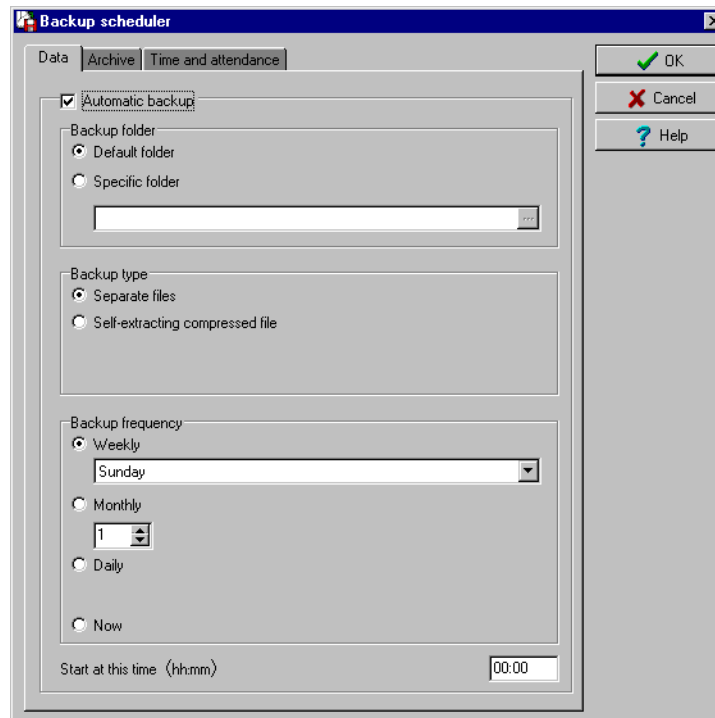 Backup scheduler
Data Archive Time and attendance
OK
Cancel
Help
Automatic backup
Backup folder
Default folder
Specific folder
...
Backup type
Separate files
Self-extracting compressed file
Backup frequency
Weekly
Sunday
Monthly
1
Daily
Now
Start at this time (hh:mm) 00:00